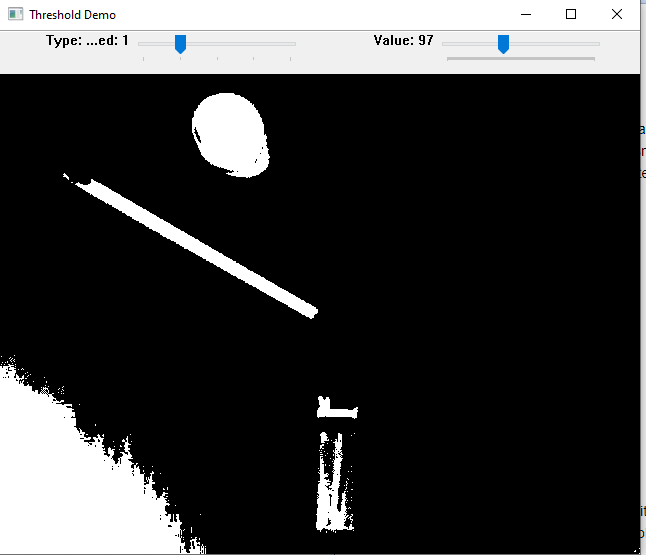 Threshold Demo
Type: ...ed: 1 Value: 97